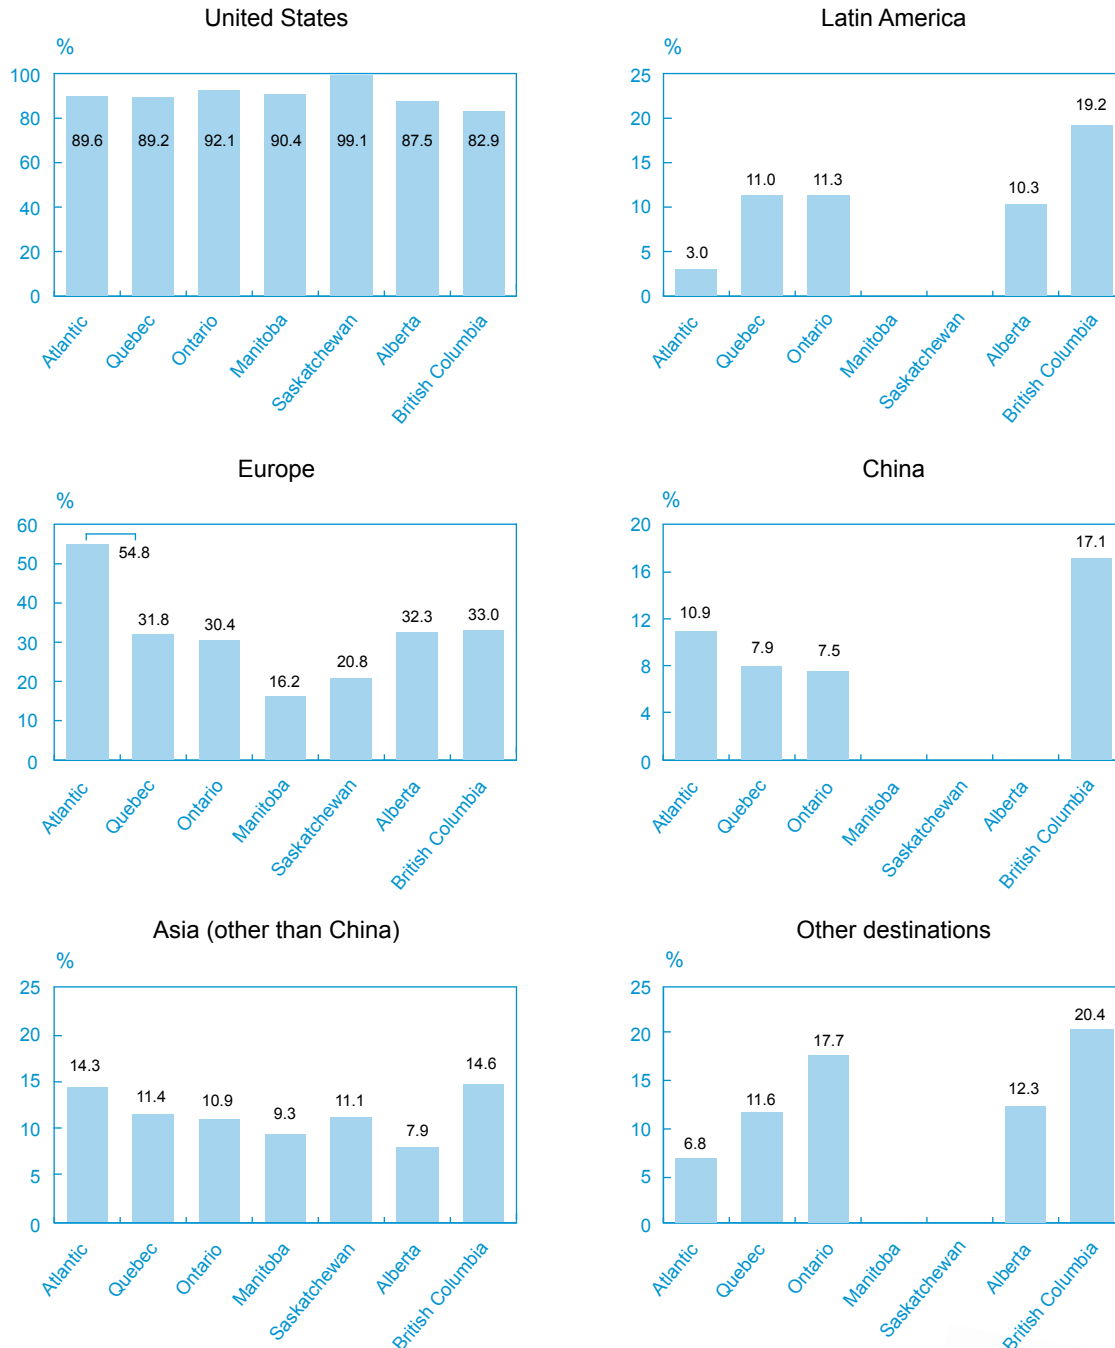 United States
%
100
80
60
40
20
0
89.6 89.2 92.1 90.4 99.1 87.5 82.9
Atlantic Quebec Ontario Manitoba Saskatchewan Alberta British Columbia
Latin America
%
25
20
15
10
5
0
3.0 11.0 11.3 10.3 19.2
Atlantic Quebec Ontario Manitoba Saskatchewan Alberta British Columbia
Europe
%
60
50
40
30
20
10
0
54.8 31.8 30.4 16.2 20.8 32.3 33.0
Atlantic Quebec Ontario Manitoba Saskatchewan Alberta British Columbia
China
%
20
16
12
8
4
0
10.9 7.9 7.5 17.1
Atlantic Quebec Ontario Manitoba Saskatchewan Alberta British Columbia
Asia (other than China)
%
25
20
15
10
5
0
14.3 11.4 10.9 9.3 11.1 7.9 14.6
Atlantic Quebec Ontario Manitoba Saskatchewan Alberta British Columbia
Other destinations
%
25
20
15
10
5
0
6.8 11.6 17.7 12.3 20.4
Atlantic Quebec Ontario Manitoba Saskatchewan Alberta British Columbia